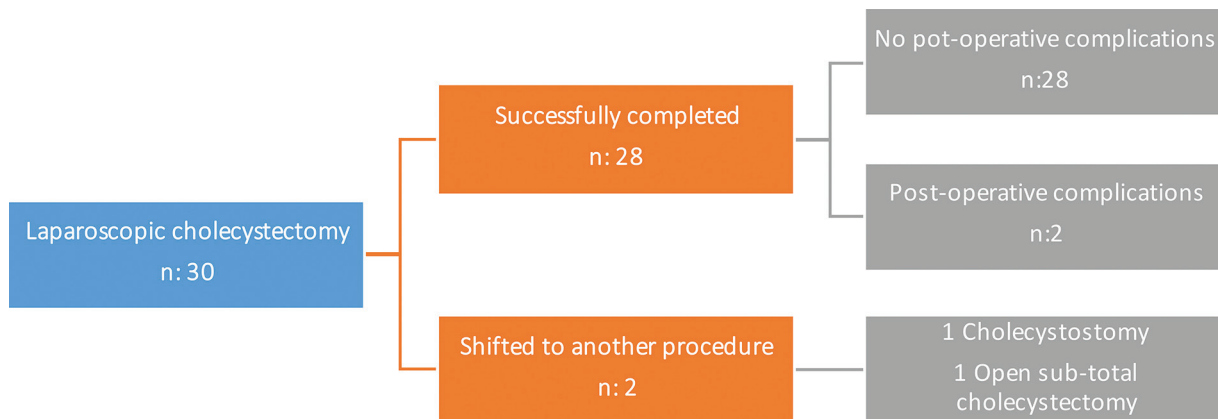 Laparoscopic cholecystectomy
n: 30
Successfully completed
n: 28
No pot-operative complications
n:28
Post-operative complications
n:2
Shifted to another procedure
n: 2
1 Cholecystostomy
1 Open sub-total
cholecystectomy